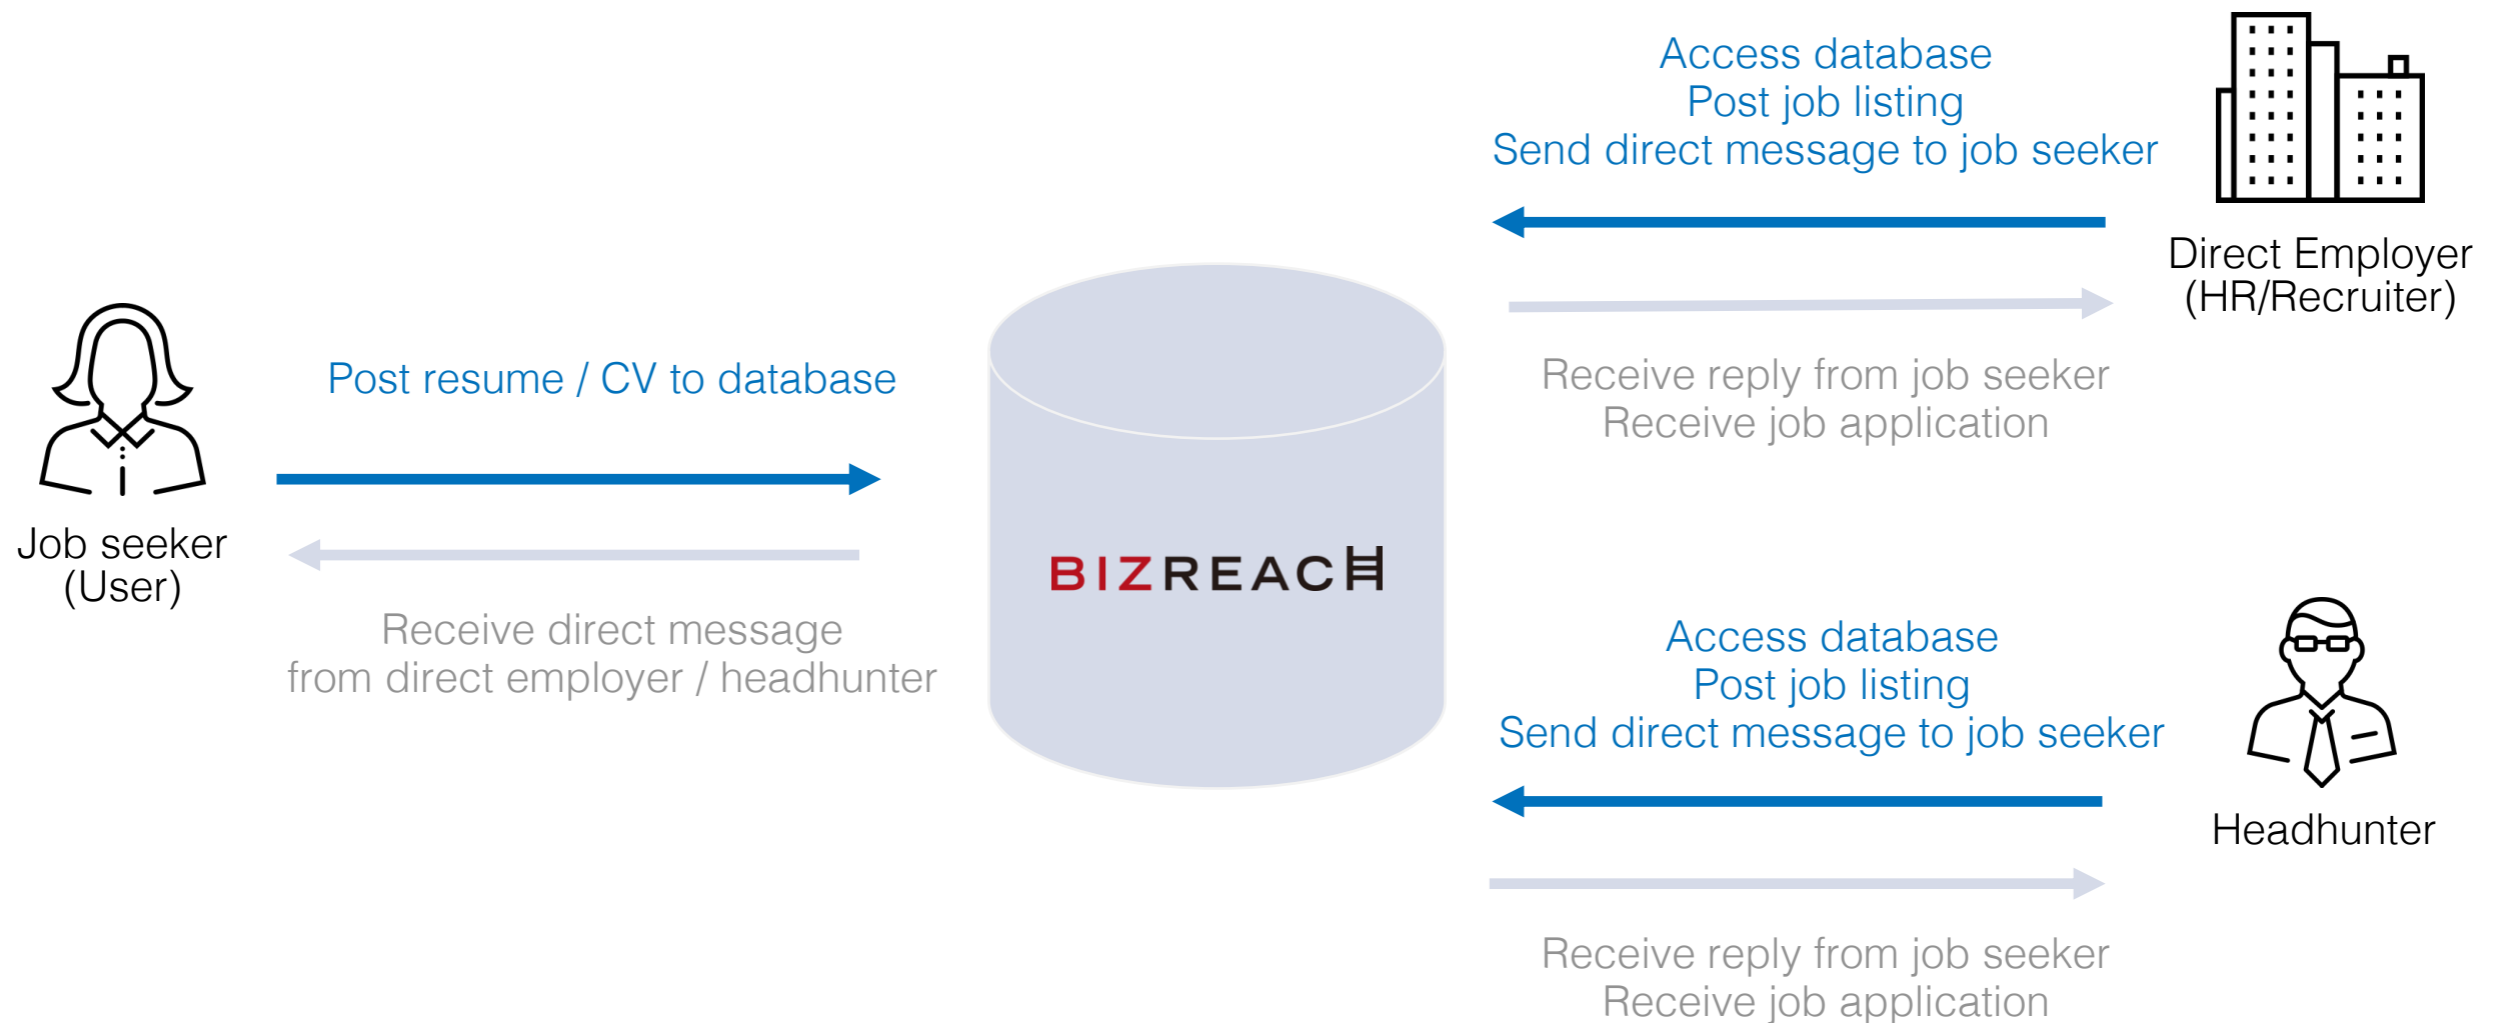 Access database
Post job listing
Send direct message to job seeker
Direct Employer
(HR/Recruiter)
Receive reply from job seeker
Receive job application
Post resume / CV to database
Job seeker
(User)
Receive direct message
from direct employer / headhunter
BIZREACH
Access database
Post job listing
Send direct message to job seeker
Headhunter
Receive reply from job seeker
Receive job application